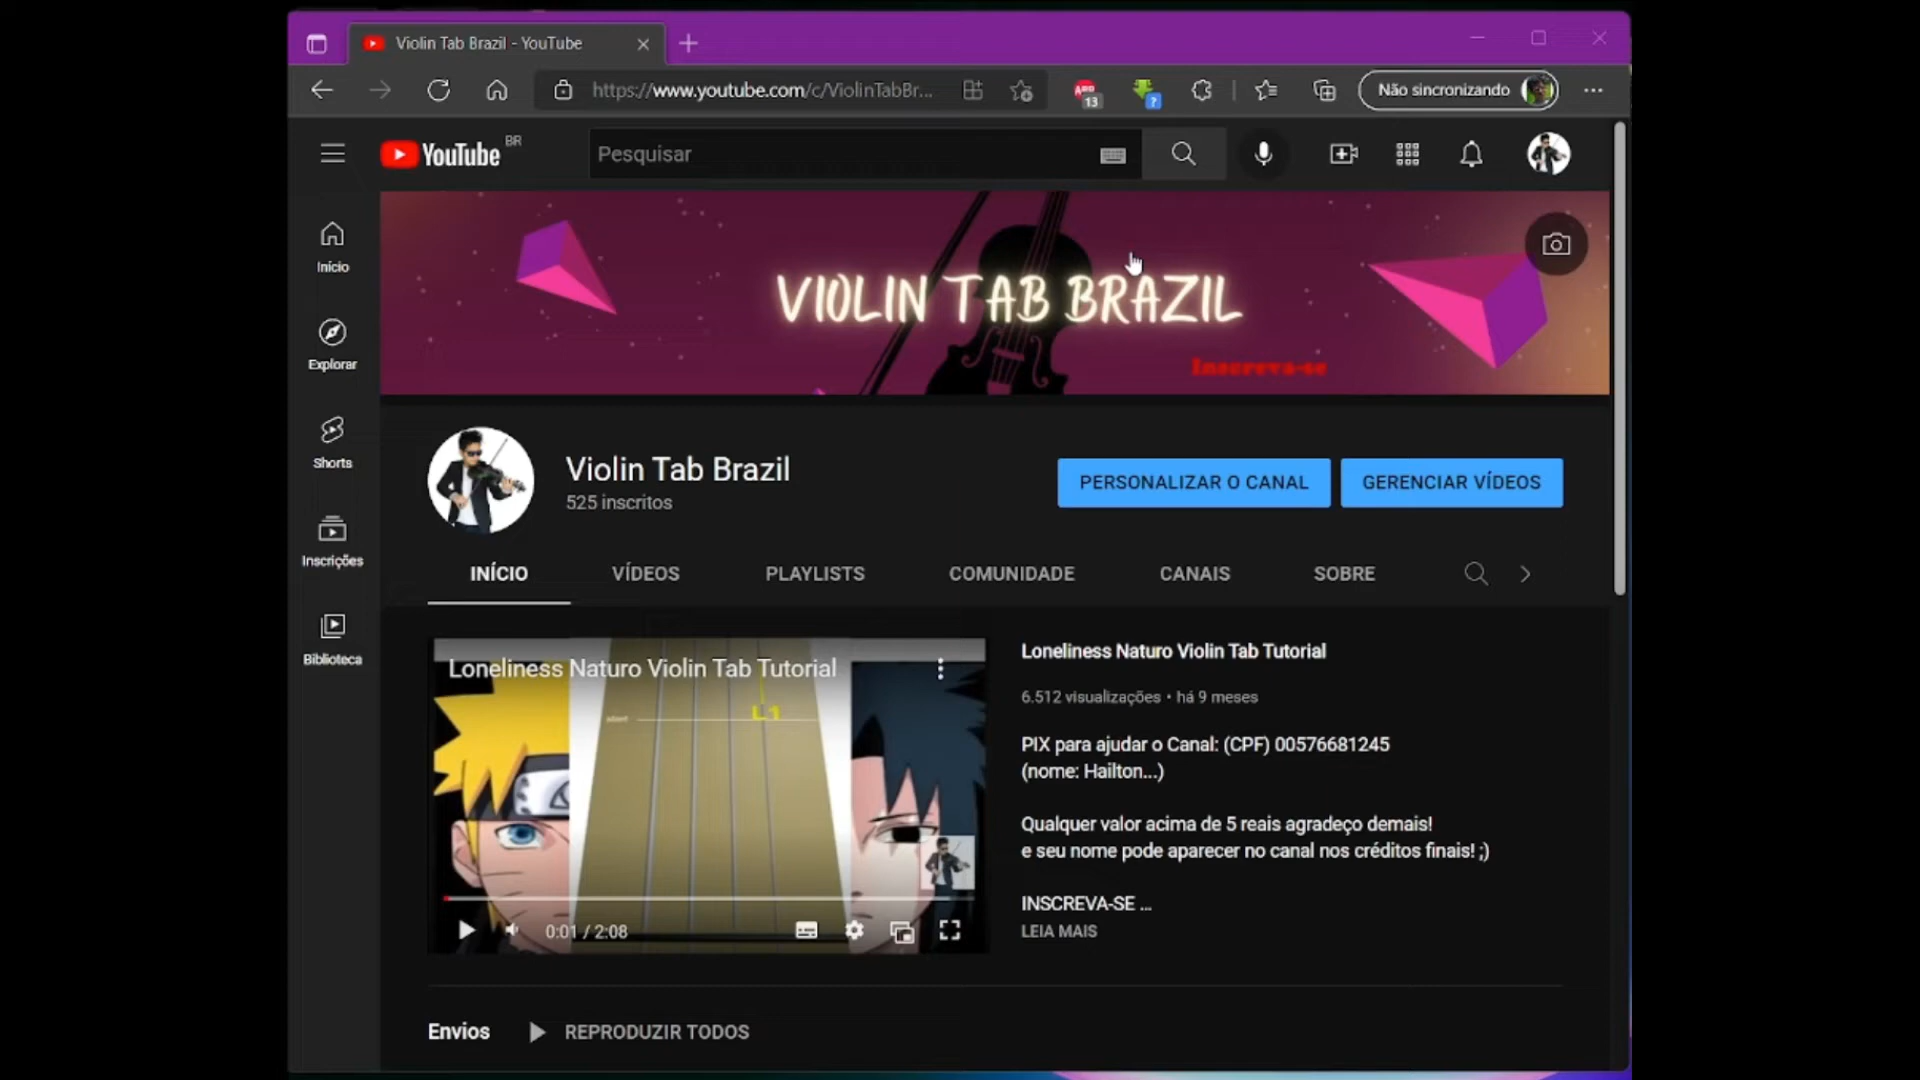 Violin Tab Brazil - YouTube
https://www.youtube.com/c/ViolinTabBr...
13
?
Não sincronizando
YouTube BR
Pesquisar
Início
Explorar
Shorts
Inscrições
Biblioteca
VIOLIN TAB BRAZIL
Inscreva-se
Violin Tab Brazil
525 inscritos
PERSONALIZAR O CANAL
GERENCIAR VÍDEOS
INÍCIO
VÍDEOS
PLAYLISTS
COMUNIDADE
CANAIS
SOBRE
Loneliness Naturo Violin Tab Tutorial
L1
0:01 / 2:08
Loneliness Naturo Violin Tab Tutorial
6.512 visualizações • há 9 meses
PIX para ajudar o Canal: (CPF) 00576681245
(nome: Hailton...)
Qualquer valor acima de 5 reais agradeço demais!
e seu nome pode aparecer no canal nos créditos finais! ;)
INSCREVA-SE ...
LEIA MAIS
Envios
REPRODUZIR TODOS